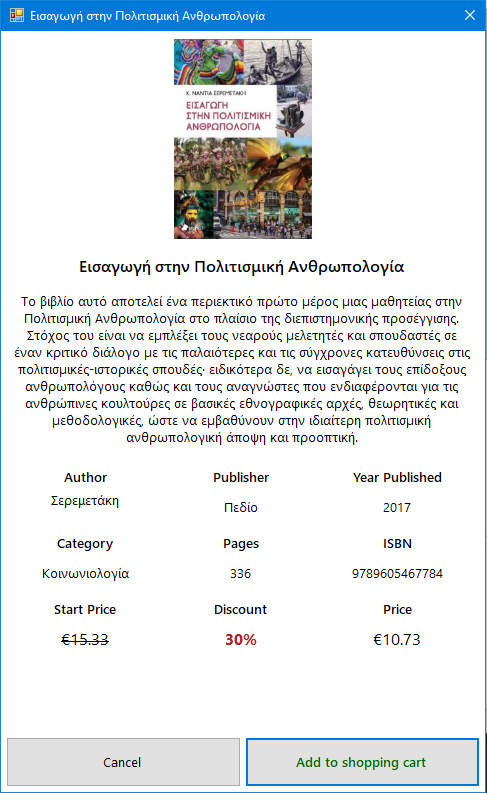 Εισαγωγή στην Πολιτισμική Ανθρωπολογία
Κ. ΝΑΝΤΙΑ ΣΕΡΕΜΕΤΑΚΗ
ΕΙΣΑΓΩΓΗ
ΣΤΗΝ ΠΟΛΙΤΙΣΜΙΚΗ
ΑΝΘΡΩΠΟΛΟΓΙΑ
Εισαγωγή στην Πολιτισμική Ανθρωπολογία
Το βιβλίο αυτό αποτελεί ένα περιεκτικό πρώτο μέρος μιας μαθητείας στην
Πολιτισμική Ανθρωπολογία στο πλαίσιο της διεπιστημονικής προσέγγισης.
Στόχος του είναι να εμπλέξει τους νεαρούς μελετητές και σπουδαστές σε
έναν κριτικό διάλογο με τις παλαιότερες και τις σύγχρονες κατευθύνσεις στις
πολιτισμικές-ιστορικές σπουδές· ειδικότερα δε, να εισαγάγει τους επίδοξους
ανθρωπολόγους καθώς και τους αναγνώστες που ενδιαφέρονται για τις
ανθρώπινες κουλτούρες σε βασικές εθνογραφικές αρχές, θεωρητικές και
μεθοδολογικές, ώστε να εμβαθύνουν στην ιδιαίτερη πολιτισμική
ανθρωπολογική άποψη και προοπτική.
Author Publisher Year Published
Σερεμετάκη Πεδίο 2017
Category Pages ISBN
Κοινωνιολογία 336 9789605467784
Start Price Discount Price
€15.33 30% €10.73
Cancel Add to shopping cart